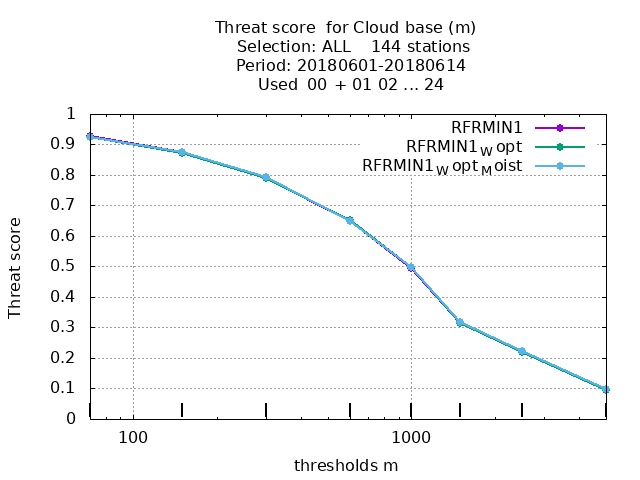 Threat score for Cloud base (m)
Selection: ALL 144 stations
Period: 20180601-20180614
Used 00 + 01 02 ... 24
RFRMIN1
RFRMIN1Wopt
RFRMIN1WoptMoist
Threat score
1
0.9
0.8
0.7
0.6
0.5
0.4
0.3
0.2
0.1
0
100 1000
thresholds m